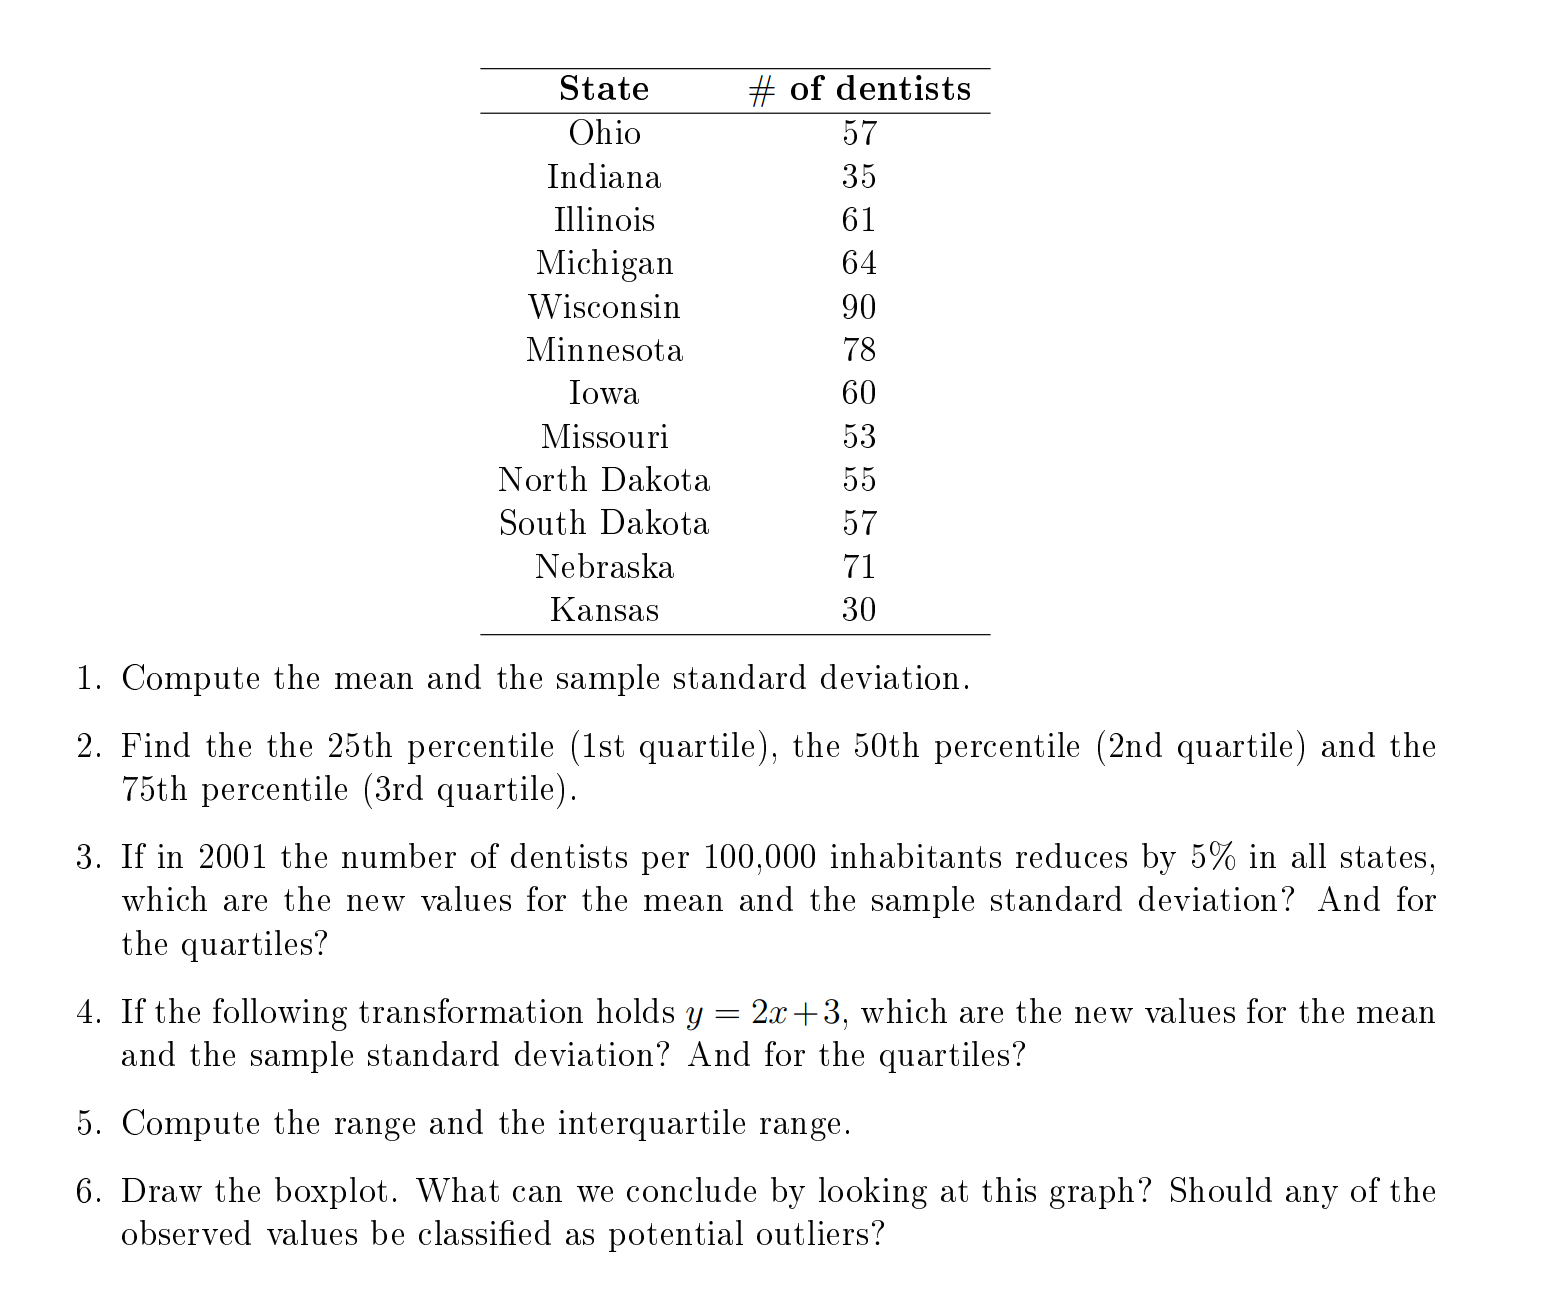 State # of dentists
Ohio 57
Indiana 35
Illinois 61
Michigan 64
Wisconsin 90
Minnesota 78
Iowa 60
Missouri 53
North Dakota 55
South Dakota 57
Nebraska 71
Kansas 30
1. Compute the mean and the sample standard deviation.
2. Find the the 25th percentile (1st quartile), the 50th percentile (2nd quartile) and the
75th percentile (3rd quartile).
3. If in 2001 the number of dentists per 100,000 inhabitants reduces by 5% in all states,
which are the new values for the mean and the sample standard deviation? And for
the quartiles?
4. If the following transformation holds y = 2x+3, which are the new values for the mean
and the sample standard deviation? And for the quartiles?
5. Compute the range and the interquartile range.
6. Draw the boxplot. What can we conclude by looking at this graph? Should any of the
observed values be classified as potential outliers?